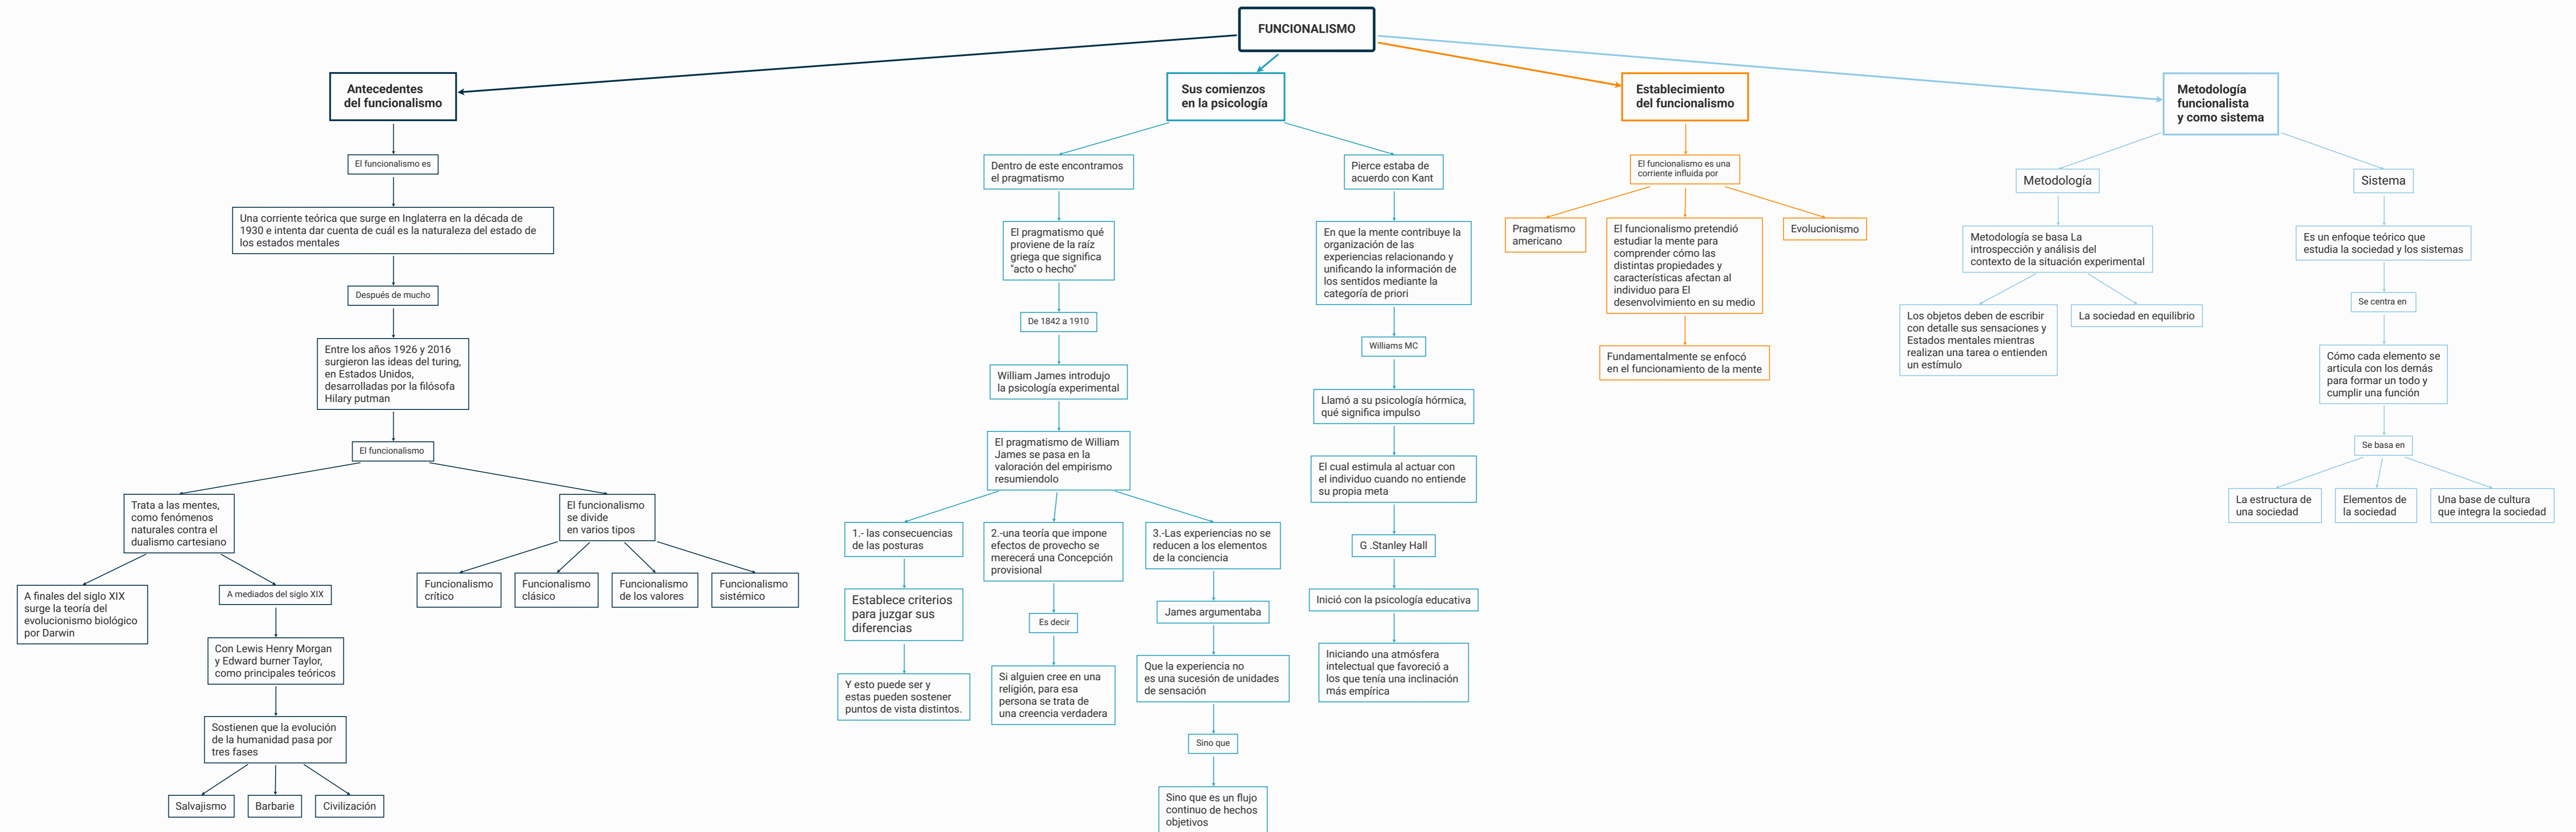 FUNCIONALISMO
Antecedentes
del funcionalismo
El funcionalismo es
Una corriente teórica que surge en Inglaterra en la década de
1930 e intenta dar cuenta de cuál es la naturaleza del estado de
los estados mentales
Después de mucho
Entre los años 1926 y 2016
surgieron las ideas del turing,
en Estados Unidos,
desarrolladas por la filósofa
Hilary putman
El funcionalismo
Trata a las mentes,
como fenómenos
naturales contra el
dualismo cartesiano
A finales del siglo XIX
surge la teoría del
evolucionismo biológico
por Darwin
A mediados del siglo XIX
Con Lewis Henry Morgan
y Edward burner Taylor,
como principales teóricos
Sostienen que la evolución
de la humanidad pasa por
tres fases
Salvajismo
Barbarie
Civilización
El funcionalismo
se divide
en varios tipos
Funcionalismo
crítico
Funcionalismo
clásico
Funcionalismo
de los valores
Funcionalismo
sistémico
Sus comienzos
en la psicología
Dentro de este encontramos
el pragmatismo
El pragmatismo qué
proviene de la raíz
griega que significa
"acto o hecho"
De 1842 a 1910
William James introdujo
la psicología experimental
El pragmatismo de William
James se pasa en la
valoración del empirismo
resumiendolo
1.- las consecuencias
de las posturas
Establece criterios
para juzgar sus
diferencias
Y esto puede ser y
estas pueden sostener
puntos de vista distintos.
2.-una teoría que impone
efectos de provecho se
merecerá una Concepción
provisional
Es decir
Si alguien cree en una
religión, para esa
persona se trata de
una creencia verdadera
3.-Las experiencias no se
reducen a los elementos
de la conciencia
James argumentaba
Que la experiencia no
es una sucesión de unidades
de sensación
Sino que
Sino que es un flujo
continuo de hechos
objetivos
Pierce estaba de
acuerdo con Kant
En que la mente contribuye la
organización de las
experiencias relacionando y
unificando la información de
los sentidos mediante la
categoría de priori
Williams MC
Llamó a su psicología hórmica,
qué significa impulso
El cual estimula al actuar con
el individuo cuando no entiende
su propia meta
G .Stanley Hall
Inició con la psicología educativa
Iniciando una atmósfera
intelectual que favoreció a
los que tenía una inclinación
más empírica
Establecimiento
del funcionalismo
El funcionalismo es una
corriente influida por
Pragmatismo
americano
El funcionalismo pretendió
estudiar la mente para
comprender cómo las
distintas propiedades y
características afectan al
individuo para El
desenvolvimiento en su medio
Fundamentalmente se enfocó
en el funcionamiento de la mente
Evolucionismo
Metodología
funcionalista
y como sistema
Metodología
Metodología se basa La
introspección y análisis del
contexto de la situación experimental
Los objetos deben de escribir
con detalle sus sensaciones y
Estados mentales mientras
realizan una tarea o entienden
un estímulo
La sociedad en equilibrio
Sistema
Es un enfoque teórico que
estudia la sociedad y los sistemas
Se centra en
Cómo cada elemento se
articula con los demás
para formar un todo y
cumplir una función
Se basa en
La estructura de
una sociedad
Elementos de
la sociedad
Una base de cultura
que integra la sociedad